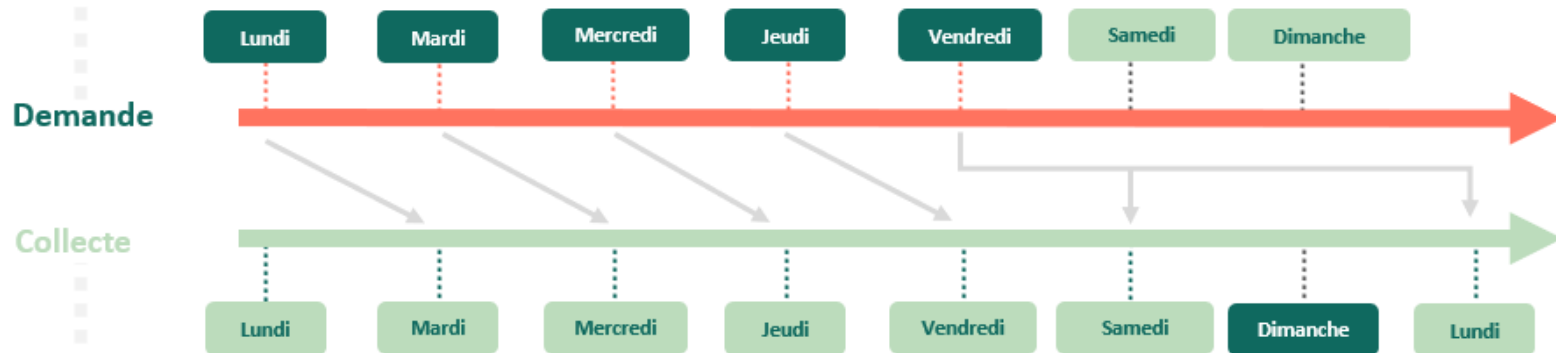 Lundi Mardi Mercredi Jeudi Vendredi Samedi Dimanche
Demande
Collecte
Lundi Mardi Mercredi Jeudi Vendredi Samedi Dimanche Lundi